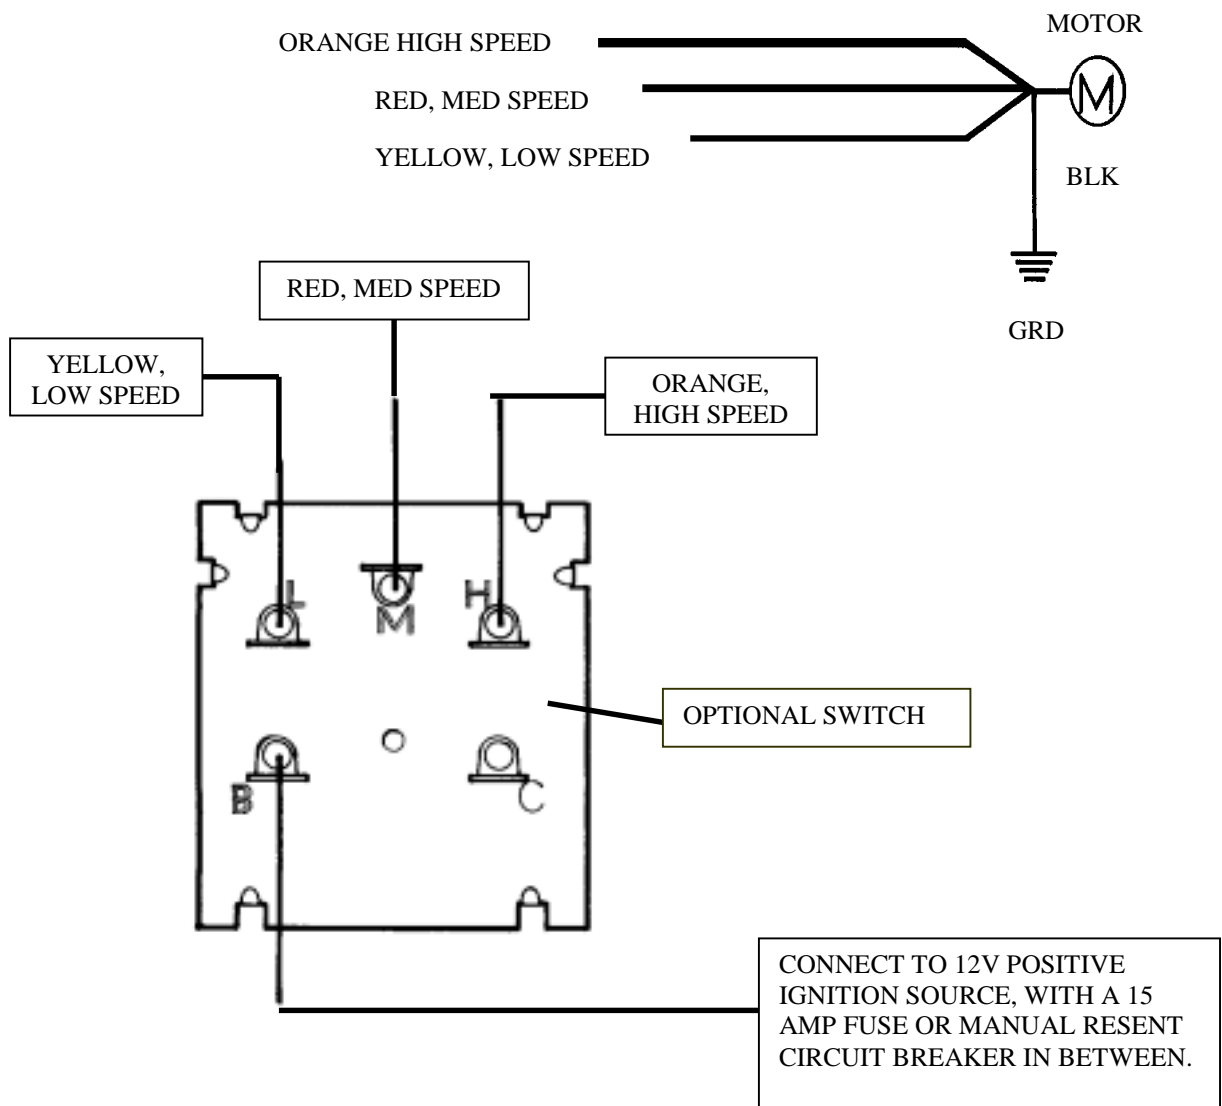 MOTOR
ORANGE HIGH SPEED
M
RED, MED SPEED
YELLOW, LOW SPEED
BLK
GRD
RED, MED SPEED
YELLOW,
LOW SPEED
ORANGE,
HIGH SPEED
L
M
H
OPTIONAL SWITCH
B
C
CONNECT TO 12V POSITIVE
IGNITION SOURCE, WITH A 15
AMP FUSE OR MANUAL RESENT
CIRCUIT BREAKER IN BETWEEN.